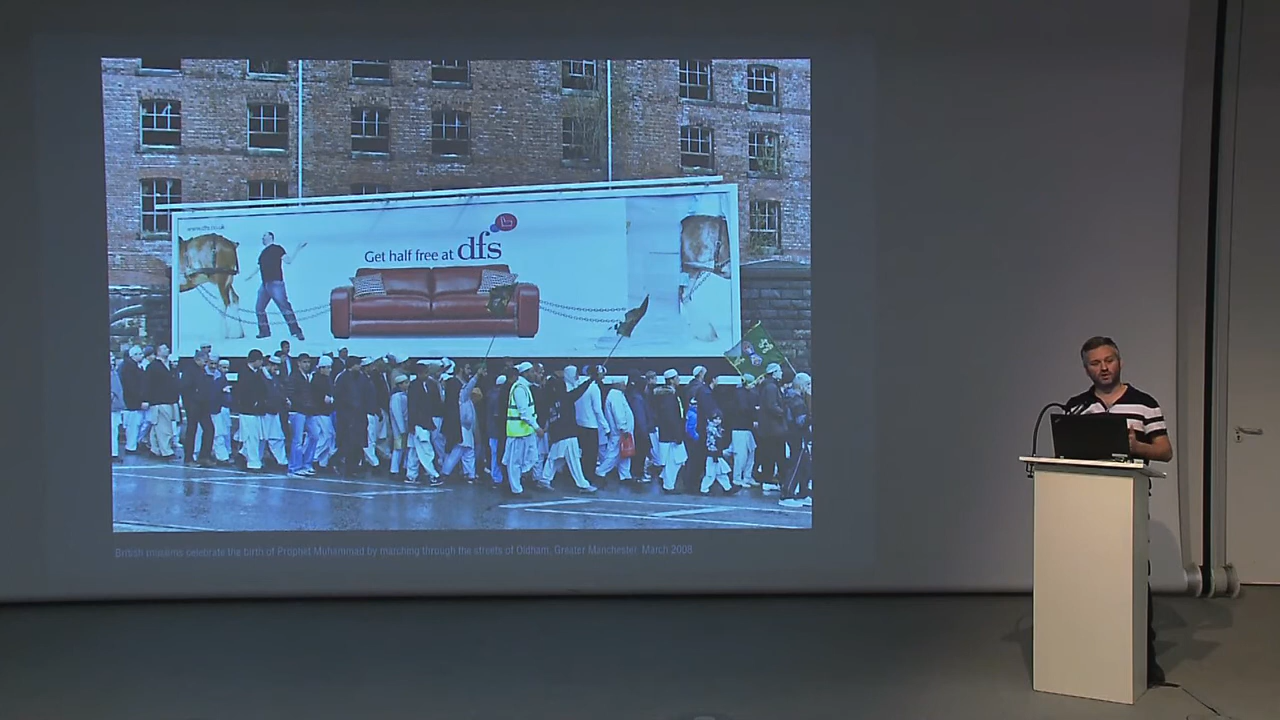 www.dfs.co.uk
Get half free at dfs
British muslims celebrate the birth of Prophet Muhammad by marching through the streets of Oldham, Greater Manchester. March 2008